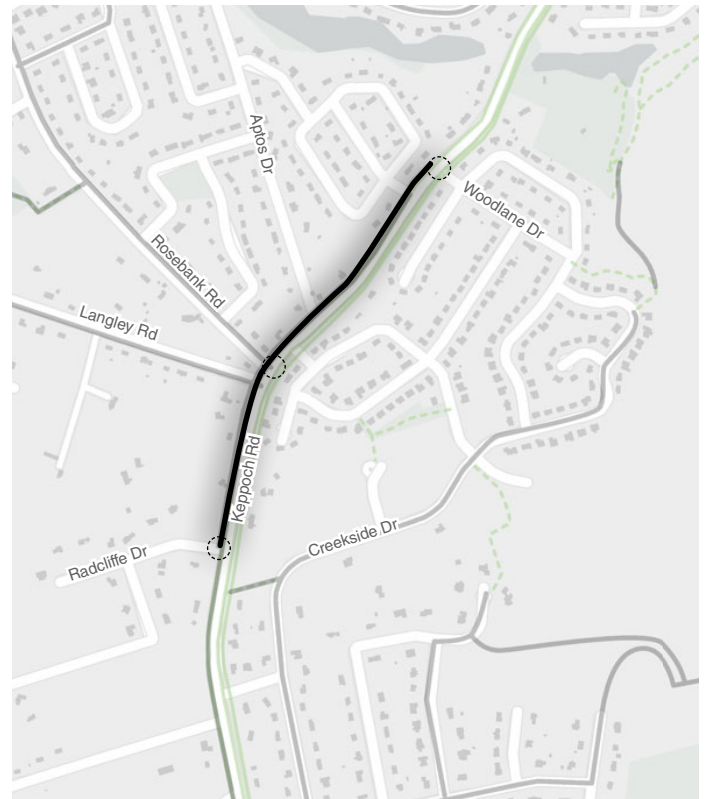 Aptos Dr
Woodlane Dr
Rosebank Rd
Langley Rd
Keppoch Rd
Creekside Dr
Radcliffe Dr